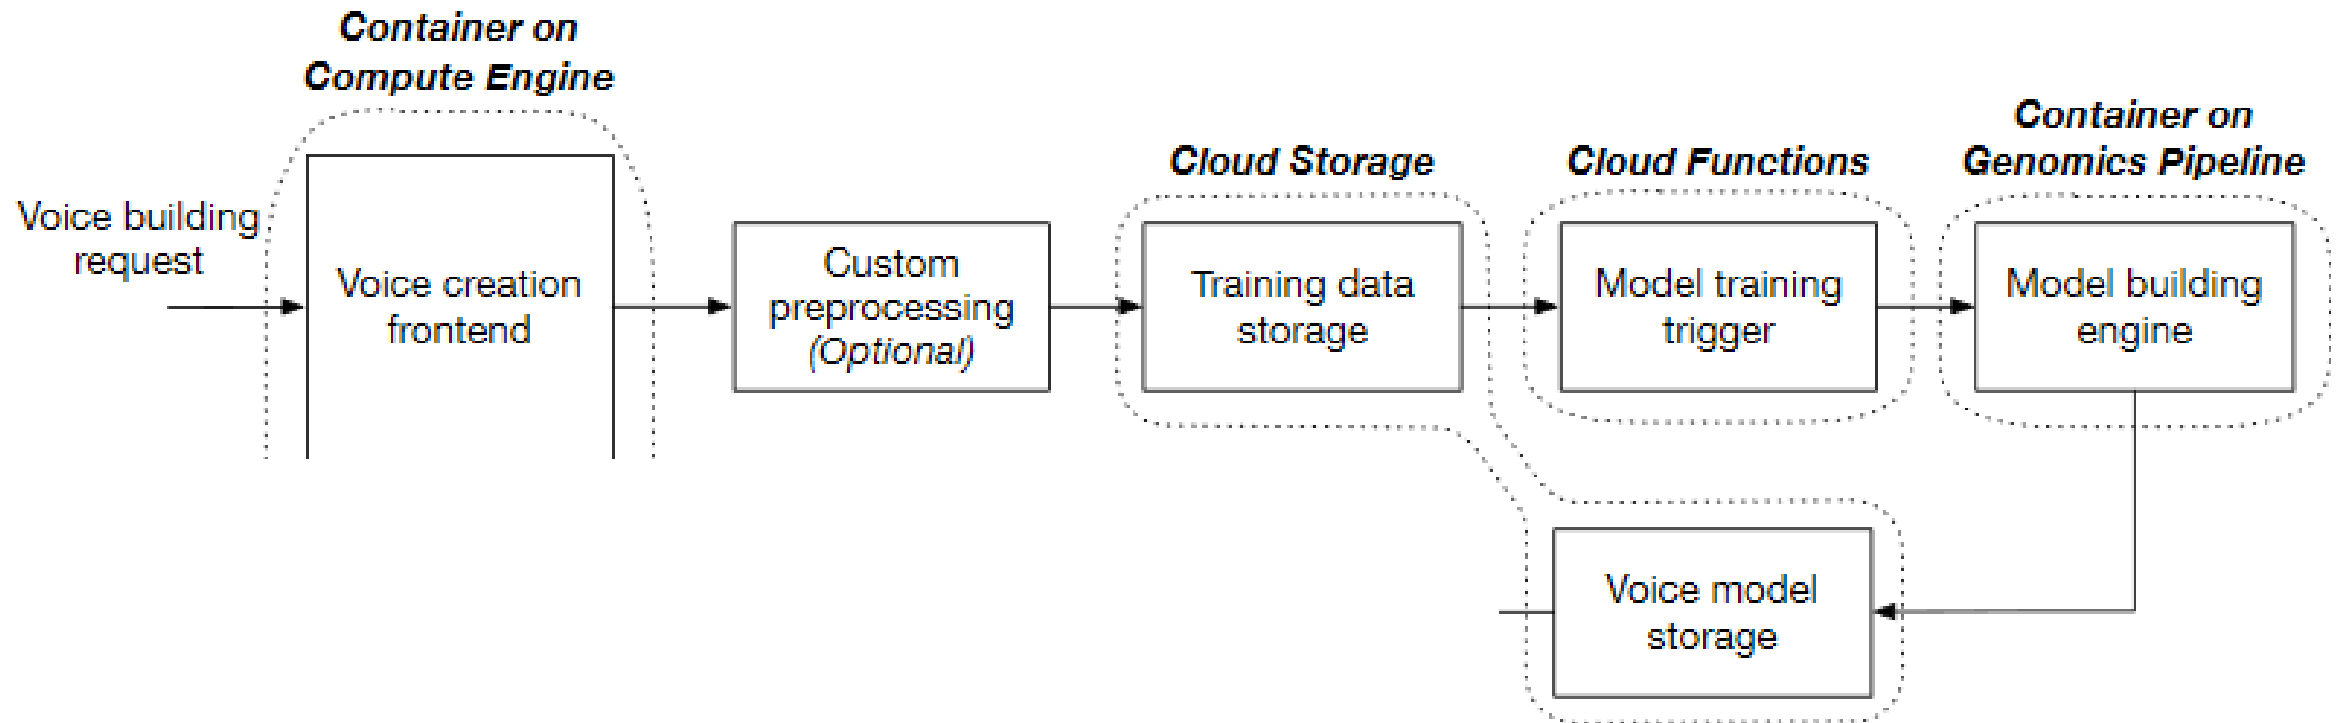 Container on
Compute Engine
Voice building
request
Voice creation
frontend
Custom
preprocessing
(Optional)
Cloud Storage
Training data
storage
Cloud Functions
Model training
trigger
Container on
Genomics Pipeline
Model building
engine
Voice model
storage